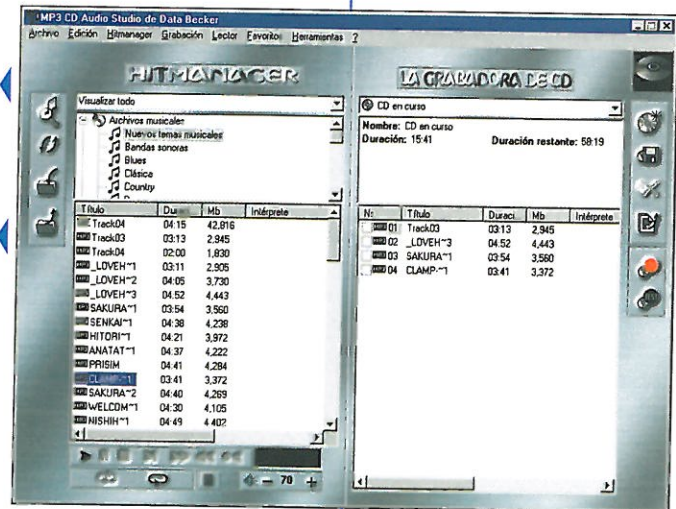 MP3 CD Audio Studio de Data Becker
Archivo Edición Hitmanager Grabación Lector Favoritos Herramientas ?
HITMANAGER
Visualizar todo
Archivos musicales
Nuevos temas musicales
Bandas sonoras
Blues
Clásica
Country
Título Mb Intérprete
Track04 04:15 42,816
Track03 03:13 2,945
Track04 02:00 1,830
_LOVEH~1 03:11 2,905
_LOVEH~2 04:05 3,730
_LOVEH~3 04:52 4,443
SAKURA~1 03:54 3,560
SENKAI~1 04:38 4,238
HITORI~1 04:21 3,972
ANATAT~1 04:37 4,222
PRISIM 04:41 4,284
CLAMP-~1 03:41 3,372
SAKURA~2 04:40 4,269
WELCOM~1 04:30 4,105
NISHIH~1 04:49 4,402
70
LA GRABADORA DE CD
CD en curso
Nombre: CD en curso
Duración: 15:41 Duración restante: 58:19
Título Duraci... Mb Intérprete
01 Track03 03:13 2,945
02 _LOVEH~3 04:52 4,443
03 SAKURA~1 03:54 3,560
04 CLAMP-~1 03:41 3,372